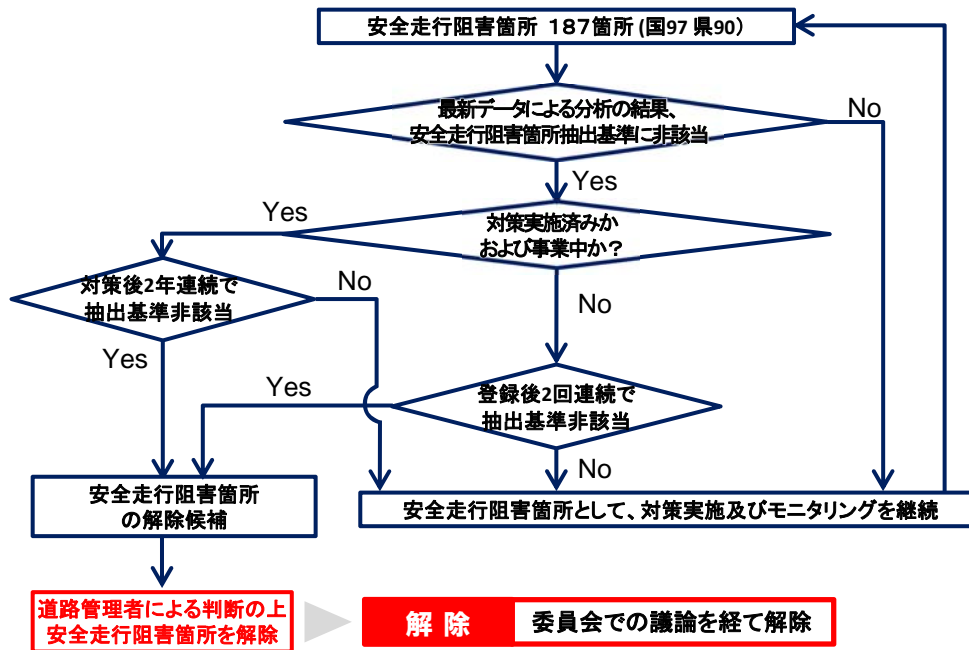 安全走行阻害箇所 187箇所 (国97 県90)
最新データによる分析の結果、
安全走行阻害箇所抽出基準に非該当
No
Yes
Yes
対策実施済みか
および事業中か？
対策後2年連続で
抽出基準非該当
No
No
Yes
Yes
登録後2回連続で
抽出基準非該当
No
安全走行阻害箇所
の解除候補
安全走行阻害箇所として、対策実施及びモニタリングを継続
道路管理者による判断の上
安全走行阻害箇所を解除
解 除
委員会での議論を経て解除